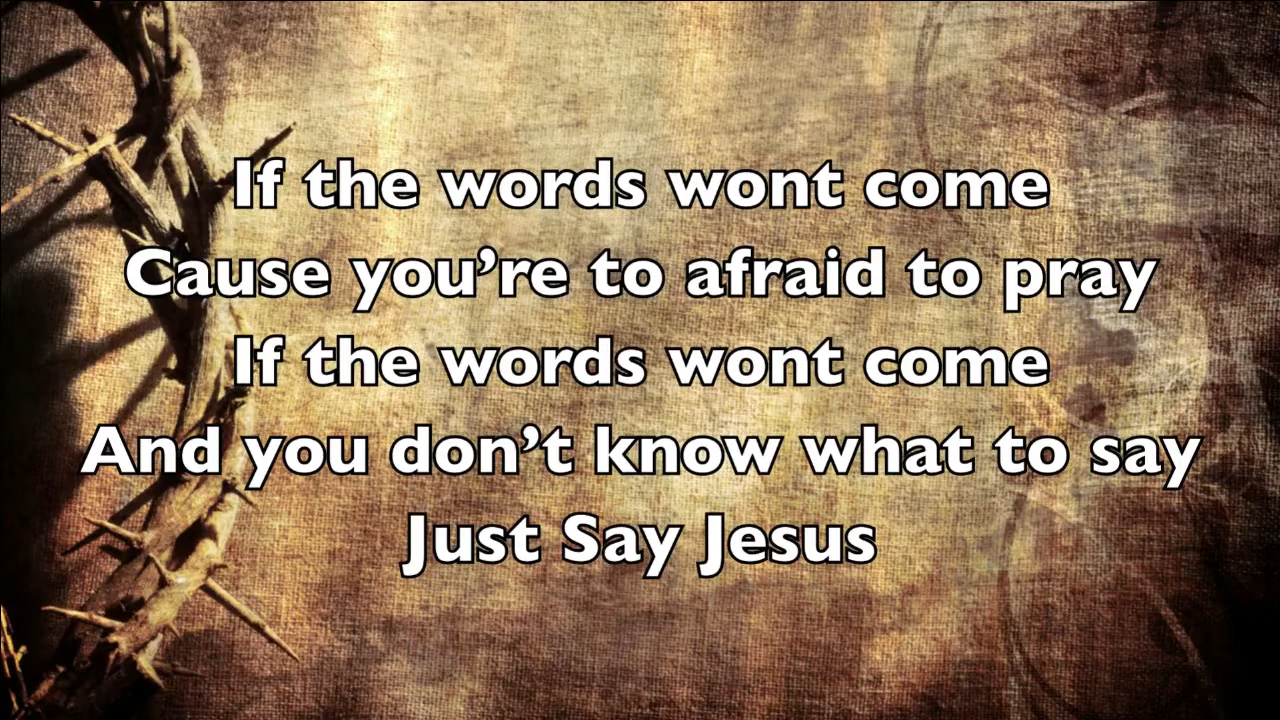 If the words wont come
Cause you’re to afraid to pray
If the words wont come
And you don’t know what to say
Just Say Jesus